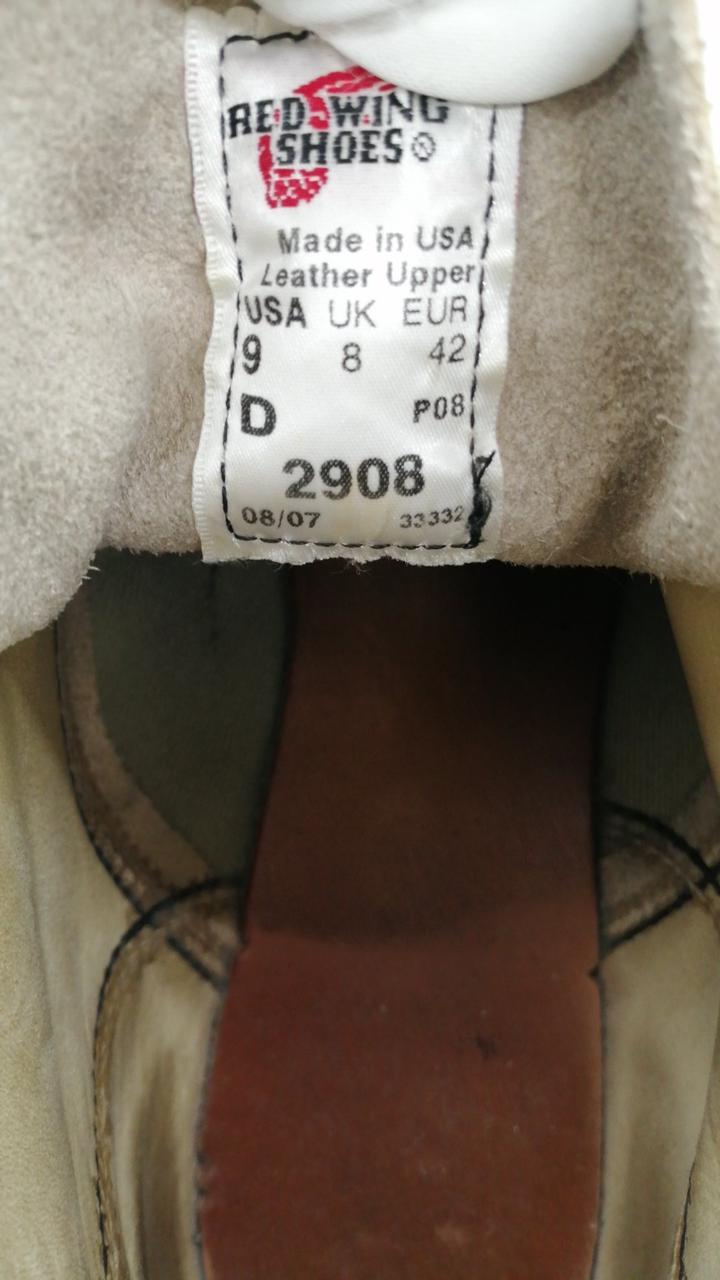 RED WING
SHOES®
Made in USA
Leather Upper
USA UK EUR
9 8 42
D P08
2908
08/07 33332